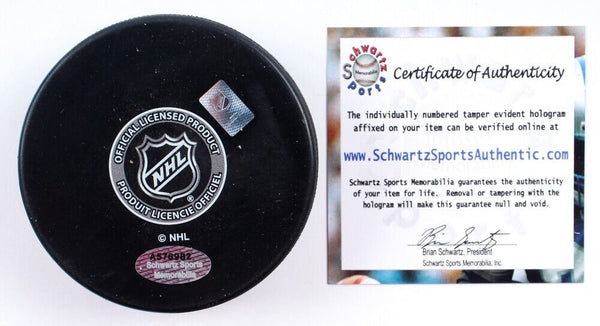 OFFICIAL LICENSED PRODUCT
NHL
PRODUIT LICENCIE OFFICIEL
© NHL
A578982
Schwartz Sports
Memorabilia
Schwartz
Memorabilia
Sports
Certificate of Authenticity
The individually numbered tamper evident hologram
affixed on your item can be verified online at
www.SchwartzSportsAuthentic.com
Schwartz Sports Memorabilia guarantees the authenticity
of your item for life. Removal or tampering with the
hologram will make this guarantee null and void.
Brian Schwartz, President
Schwartz Sports Memorabilia, Inc.